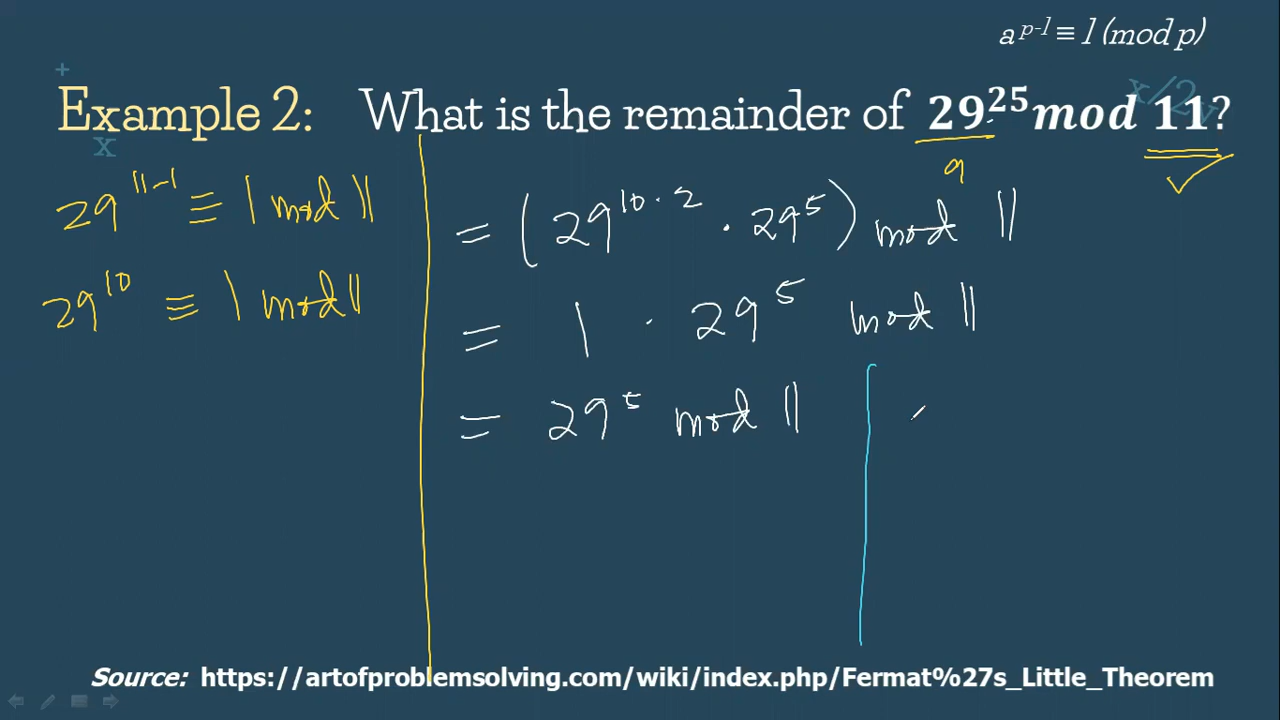 a^{p-1} ≡ 1 (mod p)
Example 2: What is the remainder of 29^{25} mod 11?
a
29^{11-1} ≡ 1 mod 11
29^{10} ≡ 1 mod 11
= (29^{10·2} · 29^5) mod 11
= 1 · 29^5 mod 11
= 29^5 mod 11
+
x
x/2y
Source: https://artofproblemsolving.com/wiki/index.php/Fermat%27s_Little_Theorem